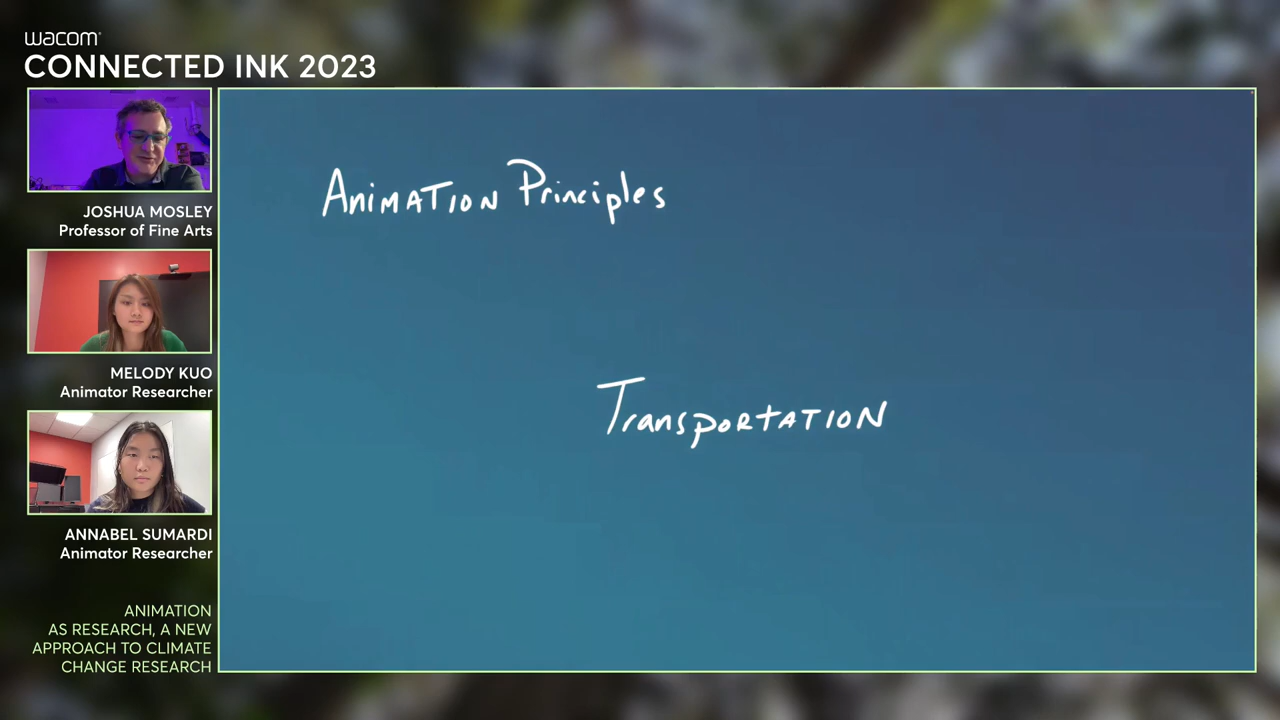 wacom
CONNECTED INK 2023
JOSHUA MOSLEY
Professor of Fine Arts
MELODY KUO
Animator Researcher
ANNABEL SUMARDI
Animator Researcher
ANIMATION
AS RESEARCH, A NEW
APPROACH TO CLIMATE
CHANGE RESEARCH
Animation Principles
Transportation